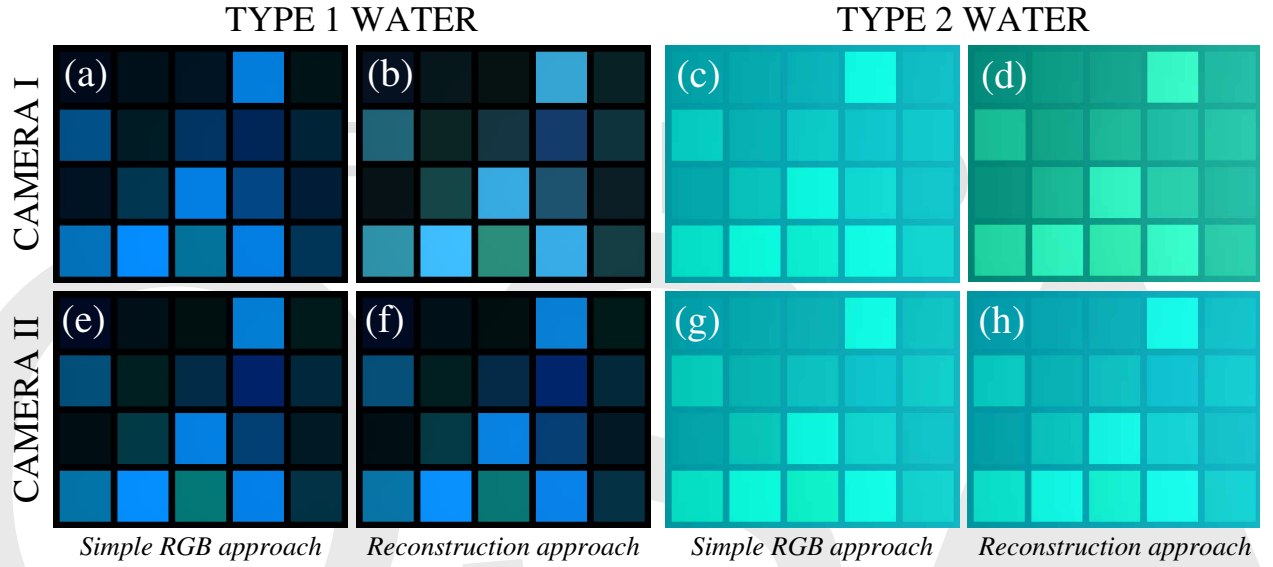 TYPE 1 WATER
TYPE 2 WATER
CAMERA I
(a)
(b)
(c)
(d)
CAMERA II
(e)
(f)
(g)
(h)
Simple RGB approach
Reconstruction approach
Simple RGB approach
Reconstruction approach